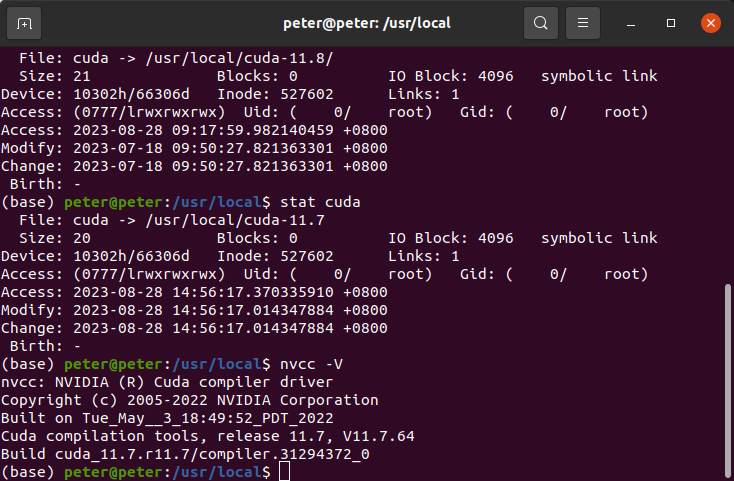 peter@peter: /usr/local
  File: cuda -> /usr/local/cuda-11.8/
  Size: 21              Blocks: 0          IO Block: 4096   symbolic link
Device: 10302h/66306d   Inode: 527602      Links: 1
Access: (0777/lrwxrwxrwx)  Uid: (    0/    root)   Gid: (    0/    root)
Access: 2023-08-28 09:17:59.982140459 +0800
Modify: 2023-07-18 09:50:27.821363301 +0800
Change: 2023-07-18 09:50:27.821363301 +0800
 Birth: -
(base) peter@peter:/usr/local$ stat cuda
  File: cuda -> /usr/local/cuda-11.7
  Size: 20              Blocks: 0          IO Block: 4096   symbolic link
Device: 10302h/66306d   Inode: 527602      Links: 1
Access: (0777/lrwxrwxrwx)  Uid: (    0/    root)   Gid: (    0/    root)
Access: 2023-08-28 14:56:17.370335910 +0800
Modify: 2023-08-28 14:56:17.014347884 +0800
Change: 2023-08-28 14:56:17.014347884 +0800
 Birth: -
(base) peter@peter:/usr/local$ nvcc -V
nvcc: NVIDIA (R) Cuda compiler driver
Copyright (c) 2005-2022 NVIDIA Corporation
Built on Tue_May__3_18:49:52_PDT_2022
Cuda compilation tools, release 11.7, V11.7.64
Build cuda_11.7.r11.7/compiler.31294372_0
(base) peter@peter:/usr/local$